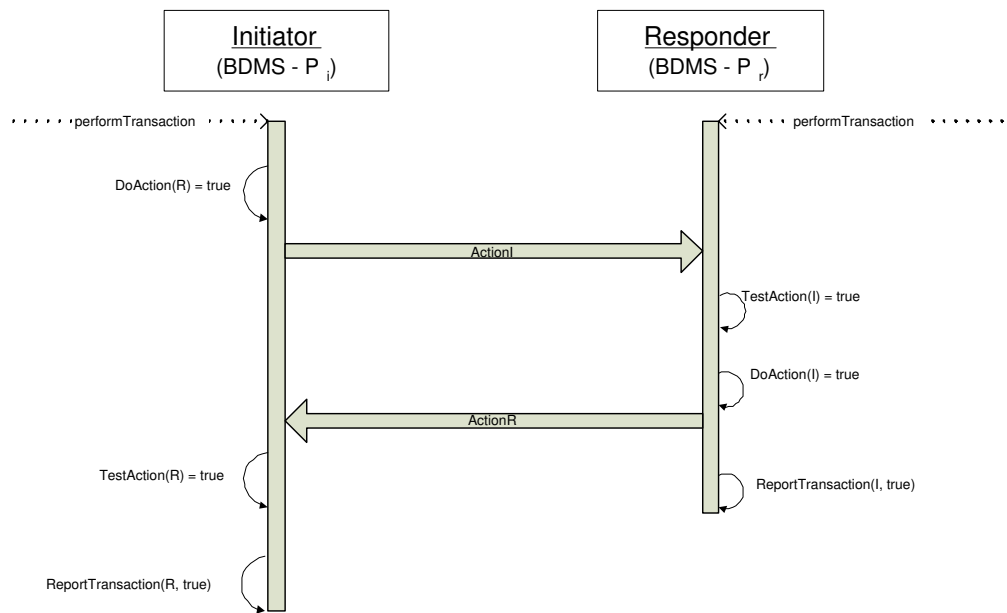 Initiator
(BDMS - P i)
Responder
(BDMS - P r)
performTransaction
performTransaction
DoAction(R) = true
ActionI
TestAction(I) = true
DoAction(I) = true
ActionR
TestAction(R) = true
ReportTransaction(I, true)
ReportTransaction(R, true)